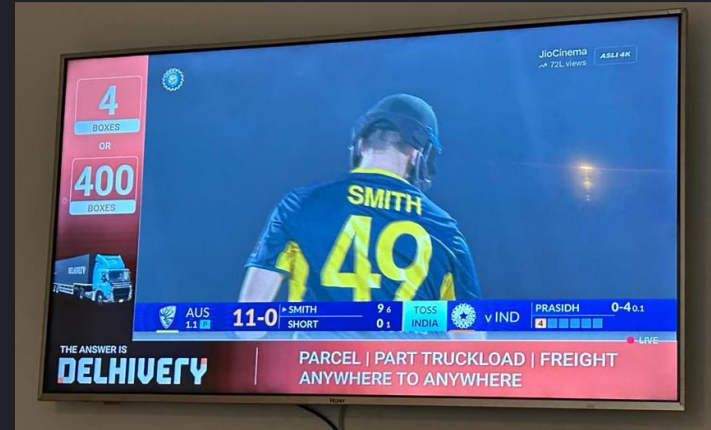 JioCinema
72L views
ASLI 4K
4
BOXES
OR
400
BOXES
DELHIVERY
SMITH
49
AUS
1.1 P
11-0
SMITH 9 6
SHORT 0 1
TOSS
INDIA
v IND
PRASIDH 0-4 0.1
4
LIVE
THE ANSWER IS
DELHIVERY
PARCEL | PART TRUCKLOAD | FREIGHT
ANYWHERE TO ANYWHERE
Haier